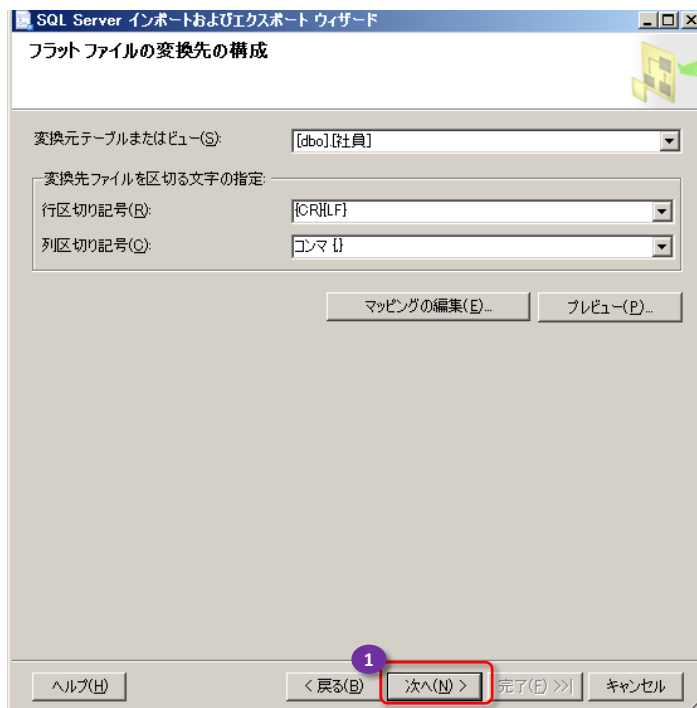 SQL Server インポートおよびエクスポート ウィザード
フラット ファイルの変換先の構成
変換元テーブルまたはビュー(S): [dbo].[社員]
変換先ファイルを区切る文字の指定:
行区切り記号(R): {CR}{LF}
列区切り記号(C): コンマ {}
マッピングの編集(E)... プレビュー(P)...
1
ヘルプ(H) < 戻る(B) 次へ(N) > 完了(F) >>| キャンセル